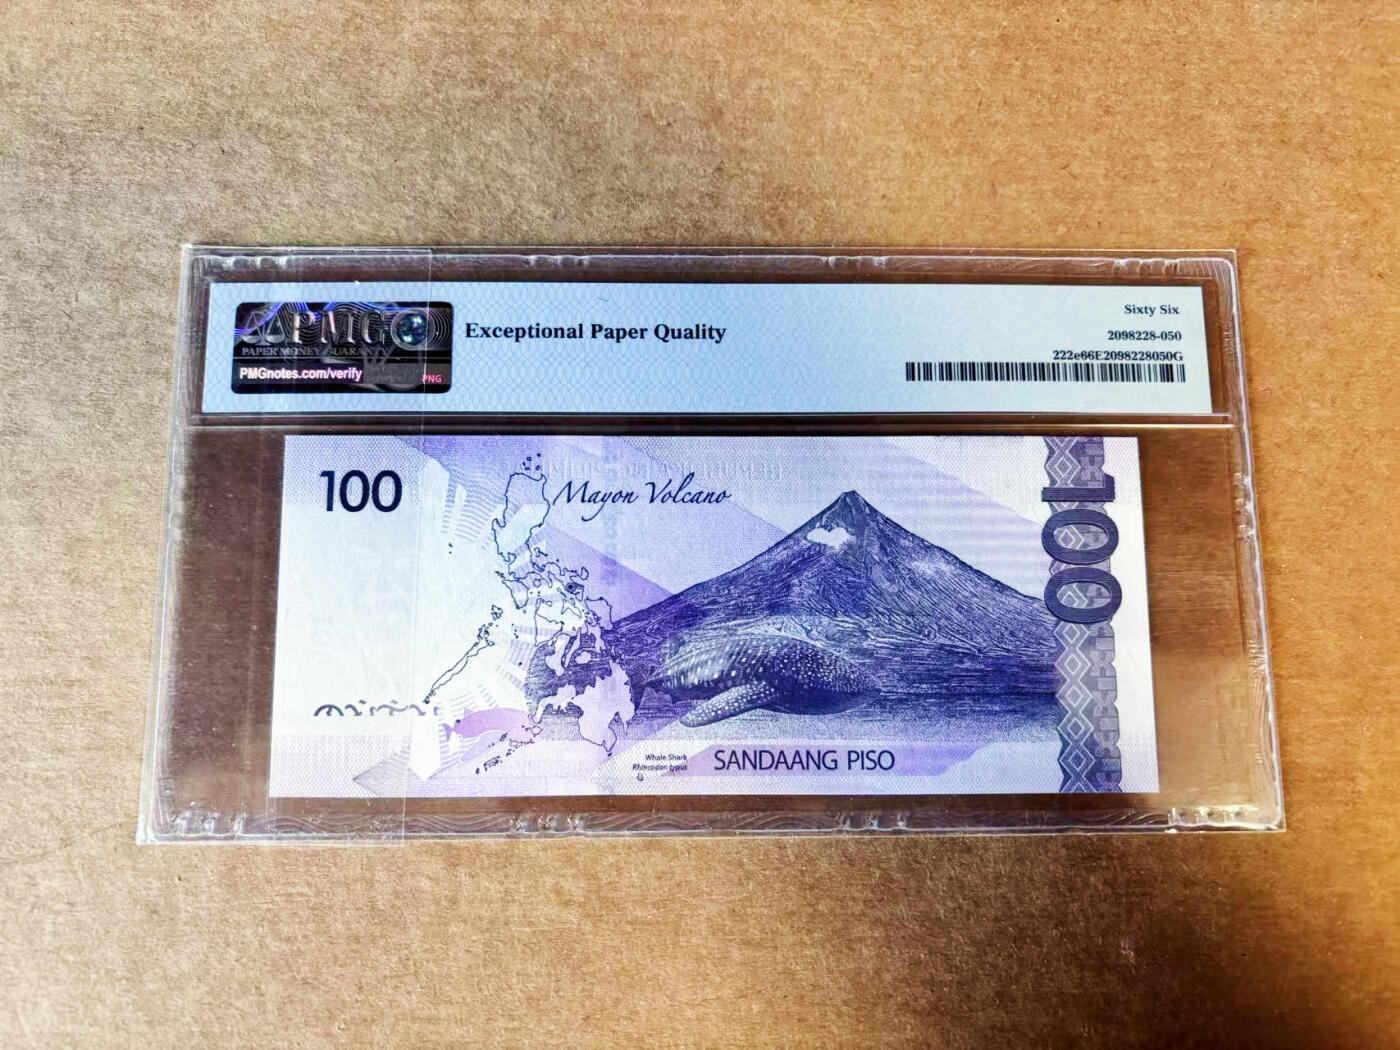 PMG
PAPER MONEY GUARANTY
PMGnotes.com/verify
PNG
Exceptional Paper Quality
Sixty Six
2098228-050
222e66E2098228050G
100
Mayon Volcano
100
Whale Shark
Rhincodon typus
SANDAANG PISO